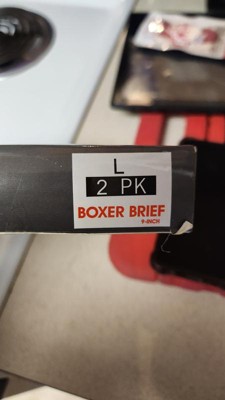 L
2 PK
BOXER BRIEF
9-INCH